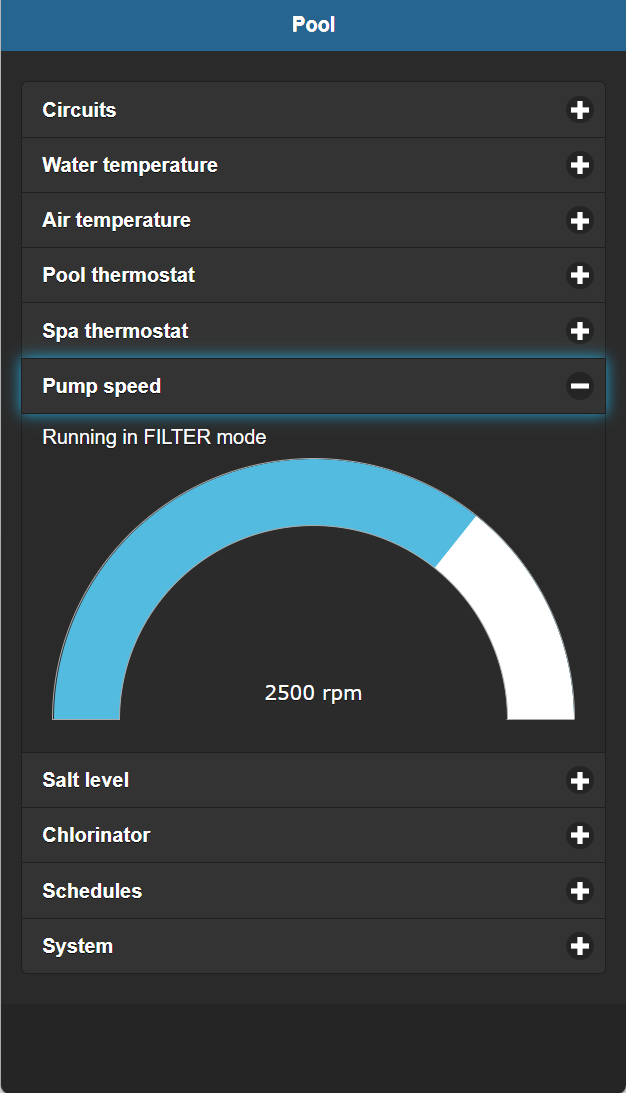 Pool
Circuits
Water temperature
Air temperature
Pool thermostat
Spa thermostat
Pump speed
Running in FILTER mode
2500 rpm
Salt level
Chlorinator
Schedules
System